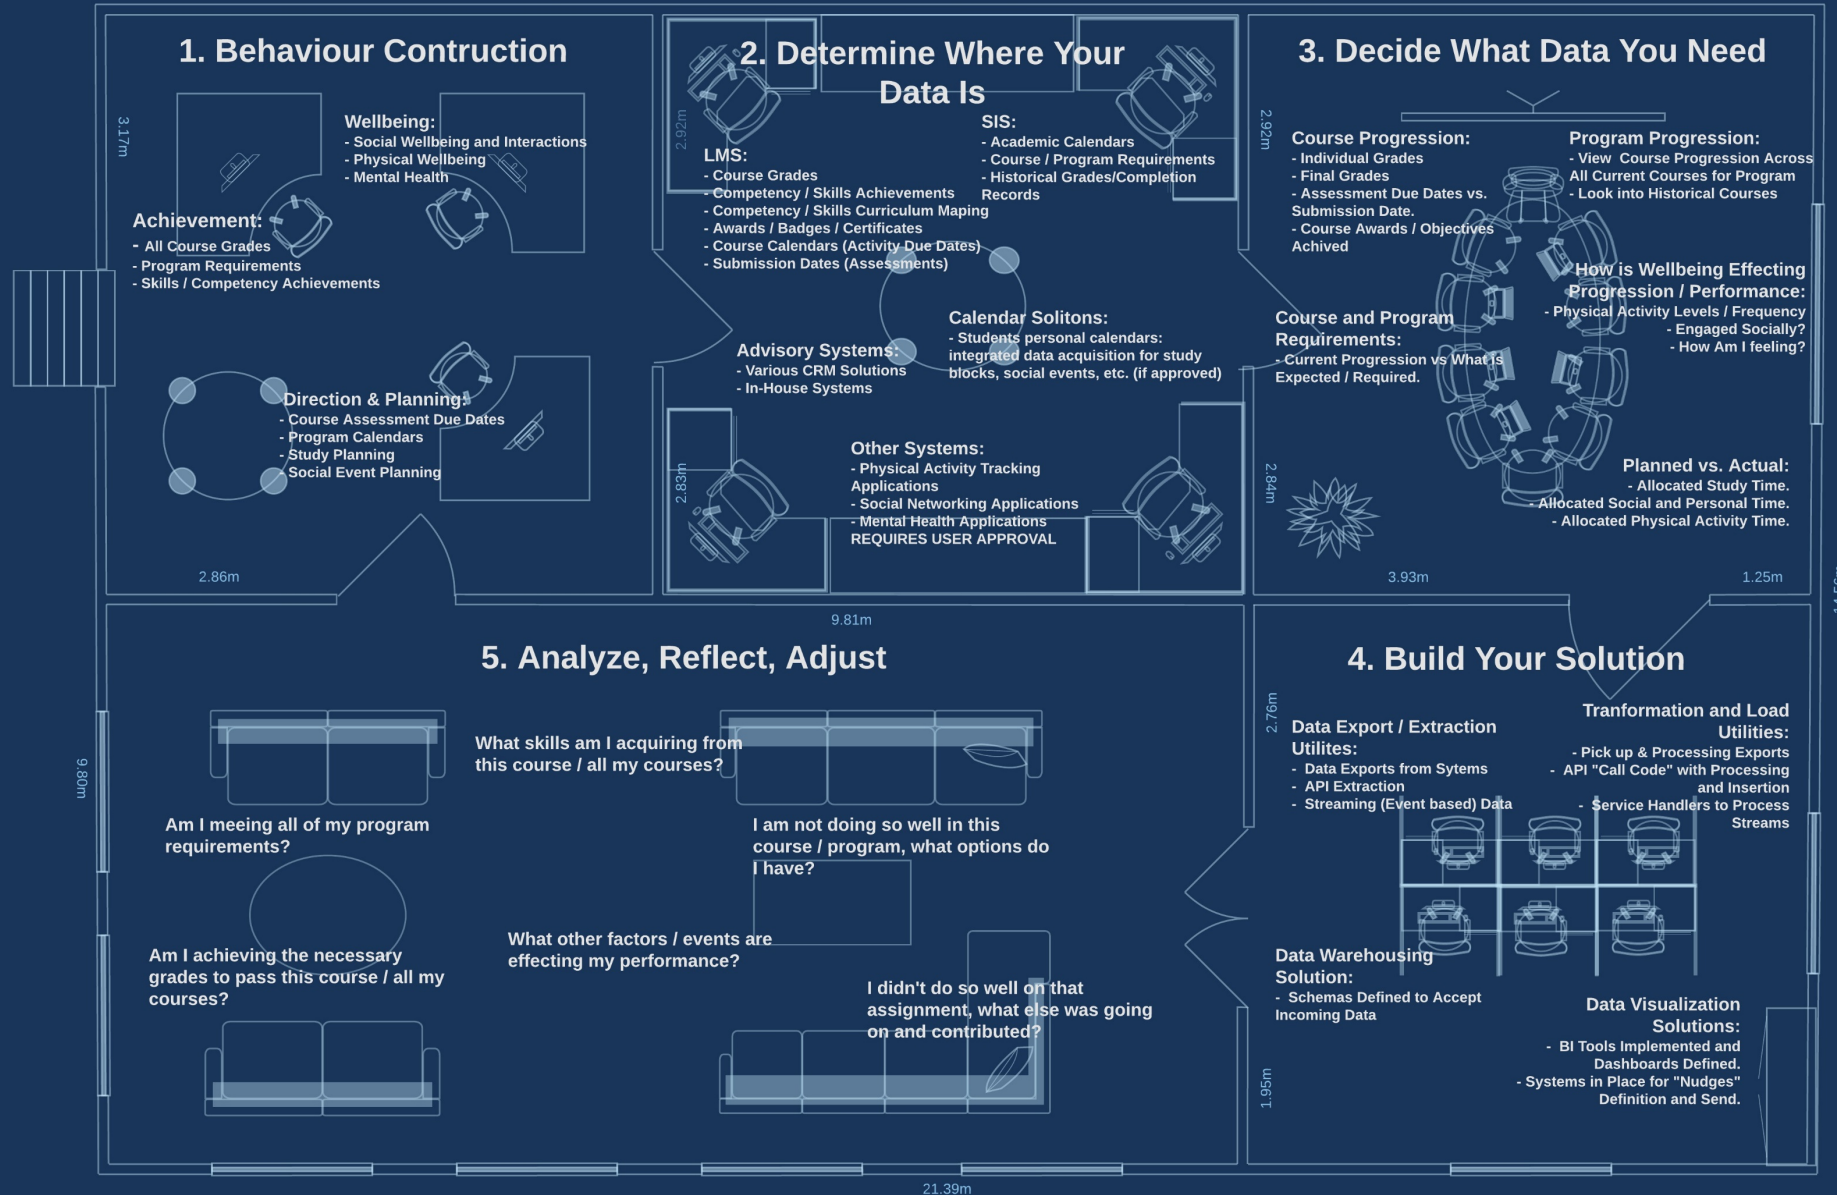 1. Behaviour Contruction
3.17m
Wellbeing:
- Social Wellbeing and Interactions
- Physical Wellbeing
- Mental Health
Achievement:
- All Course Grades
- Program Requirements
- Skills / Competency Achievements
Direction & Planning:
- Course Assessment Due Dates
- Program Calendars
- Study Planning
- Social Event Planning
2.86m
2. Determine Where Your
Data Is
2.92m
SIS:
- Academic Calendars
- Course / Program Requirements
- Historical Grades/Completion
Records
LMS:
- Course Grades
- Competency / Skills Achievements
- Competency / Skills Curriculum Maping
- Awards / Badges / Certificates
- Course Calendars (Activity Due Dates)
- Submission Dates (Assessments)
Calendar Solitons:
- Students personal calendars:
integrated data acquisition for study
blocks, social events, etc. (if approved)
Advisory Systems:
- Various CRM Solutions
- In-House Systems
Other Systems:
- Physical Activity Tracking
Applications
- Social Networking Applications
- Mental Health Applications
REQUIRES USER APPROVAL
2.83m
3. Decide What Data You Need
2.92m
Course Progression:
- Individual Grades
- Final Grades
- Assessment Due Dates vs.
Submission Date.
- Course Awards / Objectives
Achived
Program Progression:
- View Course Progression Across
All Current Courses for Program
- Look into Historical Courses
How is Wellbeing Effecting
Progression / Performance:
- Physical Activity Levels / Frequency
- Engaged Socially?
- How Am I feeling?
Course and Program
Requirements:
- Current Progression vs What is
Expected / Required.
Planned vs. Actual:
- Allocated Study Time.
- Allocated Social and Personal Time.
- Allocated Physical Activity Time.
2.84m
3.93m
1.25m
9.81m
4. Build Your Solution
2.76m
Data Export / Extraction
Utilites:
- Data Exports from Sytems
- API Extraction
- Streaming (Event based) Data
Tranformation and Load
Utilities:
- Pick up & Processing Exports
- API "Call Code" with Processing
and Insertion
- Service Handlers to Process
Streams
Data Warehousing
Solution:
- Schemas Defined to Accept
Incoming Data
Data Visualization
Solutions:
- BI Tools Implemented and
Dashboards Defined.
- Systems in Place for "Nudges"
Definition and Send.
1.95m
5. Analyze, Reflect, Adjust
9.80m
What skills am I acquiring from
this course / all my courses?
Am I meeing all of my program
requirements?
I am not doing so well in this
course / program, what options do
I have?
What other factors / events are
effecting my performance?
Am I achieving the necessary
grades to pass this course / all my
courses?
I didn't do so well on that
assignment, what else was going
on and contributed?
21.39m